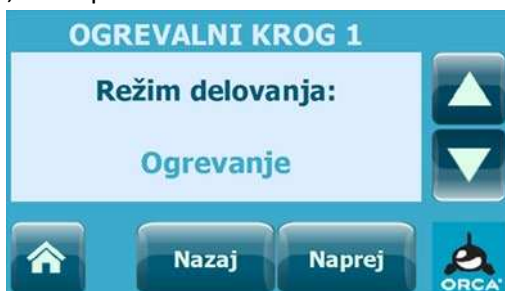 OGREVALNI KROG 1
Režim delovanja:
Ogrevanje
Nazaj
Naprej
ORCA